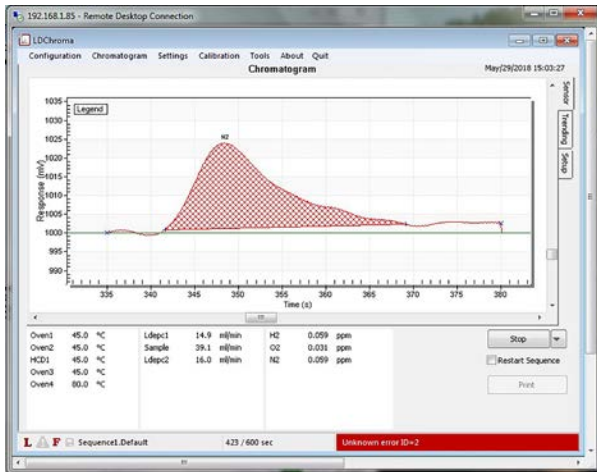 192.168.1.85 - Remote Desktop Connection
LDChroma
Configuration Chromatogram Settings Calibration Tools About Quit
Chromatogram May/29/2018 15:03:27
Legend
N2
Response (mV)
1035
1030
1025
1020
1015
1010
1005
1000
995
990
335 340 345 350 355 360 365 370 375 380
Time (s)
Sensor
Trending
Setup
Oven1 45.0 °C Ldepc1 14.9 ml/min H2 0.059 ppm
Oven2 45.0 °C Sample 39.1 ml/min O2 0.031 ppm
HCD1 45.0 °C Ldepc2 16.0 ml/min N2 0.059 ppm
Oven3 45.0 °C
Oven4 80.0 °C
Stop
Restart Sequence
Print
L F Sequence1.Default 423 / 600 sec Unknown error ID=2